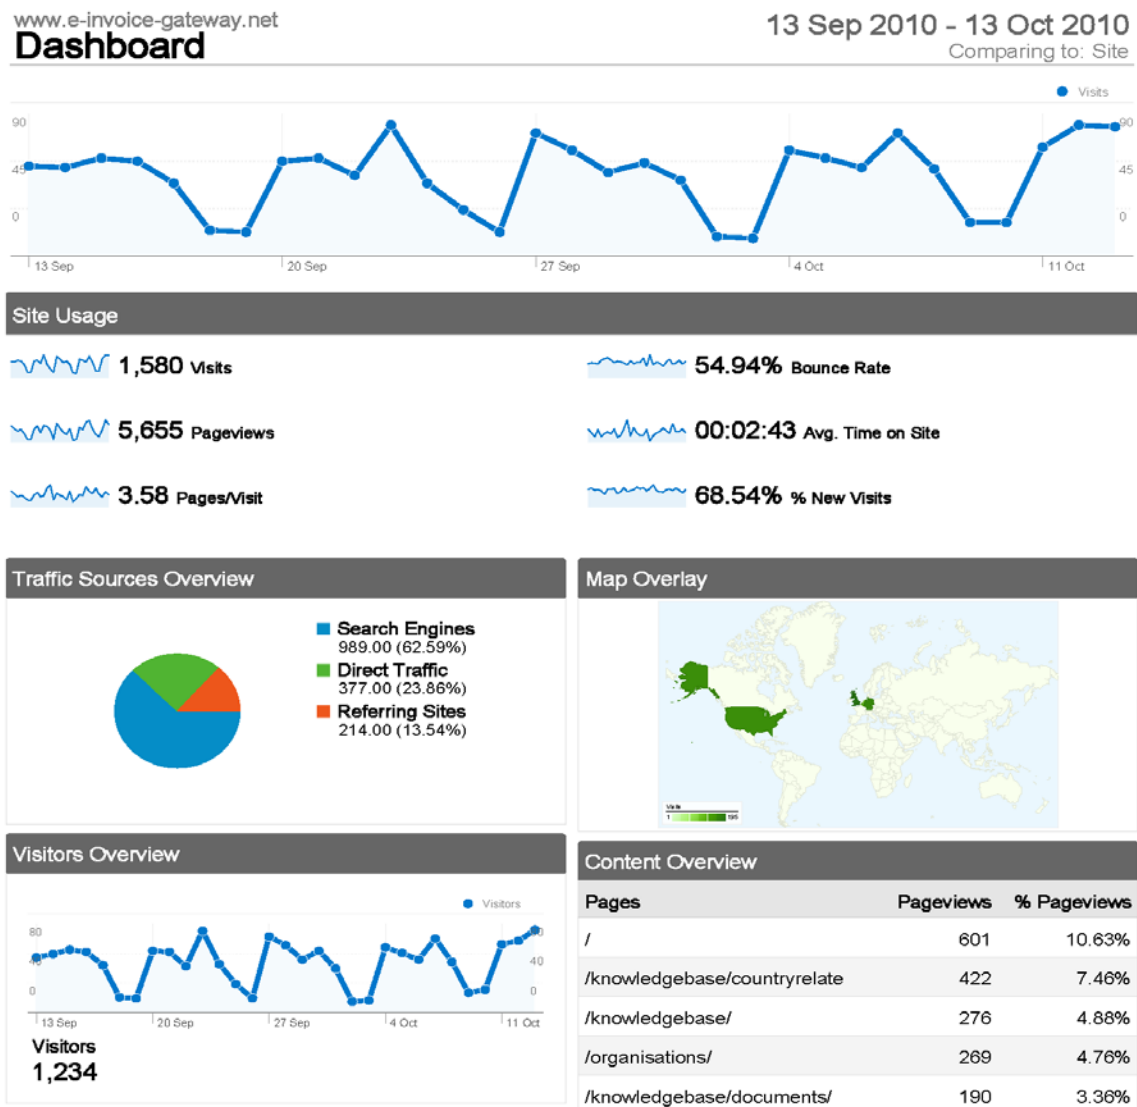 www.e-invoice-gateway.net
Dashboard
13 Sep 2010 - 13 Oct 2010
Comparing to: Site
Visits
90 90
45 45
0 0
13 Sep 20 Sep 27 Sep 4 Oct 11 Oct
Site Usage
1,580 Visits
5,655 Pageviews
3.58 Pages/Visit
54.94% Bounce Rate
00:02:43 Avg. Time on Site
68.54% % New Visits
Traffic Sources Overview
Search Engines
989.00 (62.59%)
Direct Traffic
377.00 (23.86%)
Referring Sites
214.00 (13.54%)
Map Overlay
Visits
1
Visitors Overview
Visitors
80
40 40
0 0
13 Sep 20 Sep 27 Sep 4 Oct 11 Oct
Visitors
1,234
Content Overview
Pages Pageviews % Pageviews
/ 601 10.63%
/knowledgebase/countryrelate 422 7.46%
/knowledgebase/ 276 4.88%
/organisations/ 269 4.76%
/knowledgebase/documents/ 190 3.36%